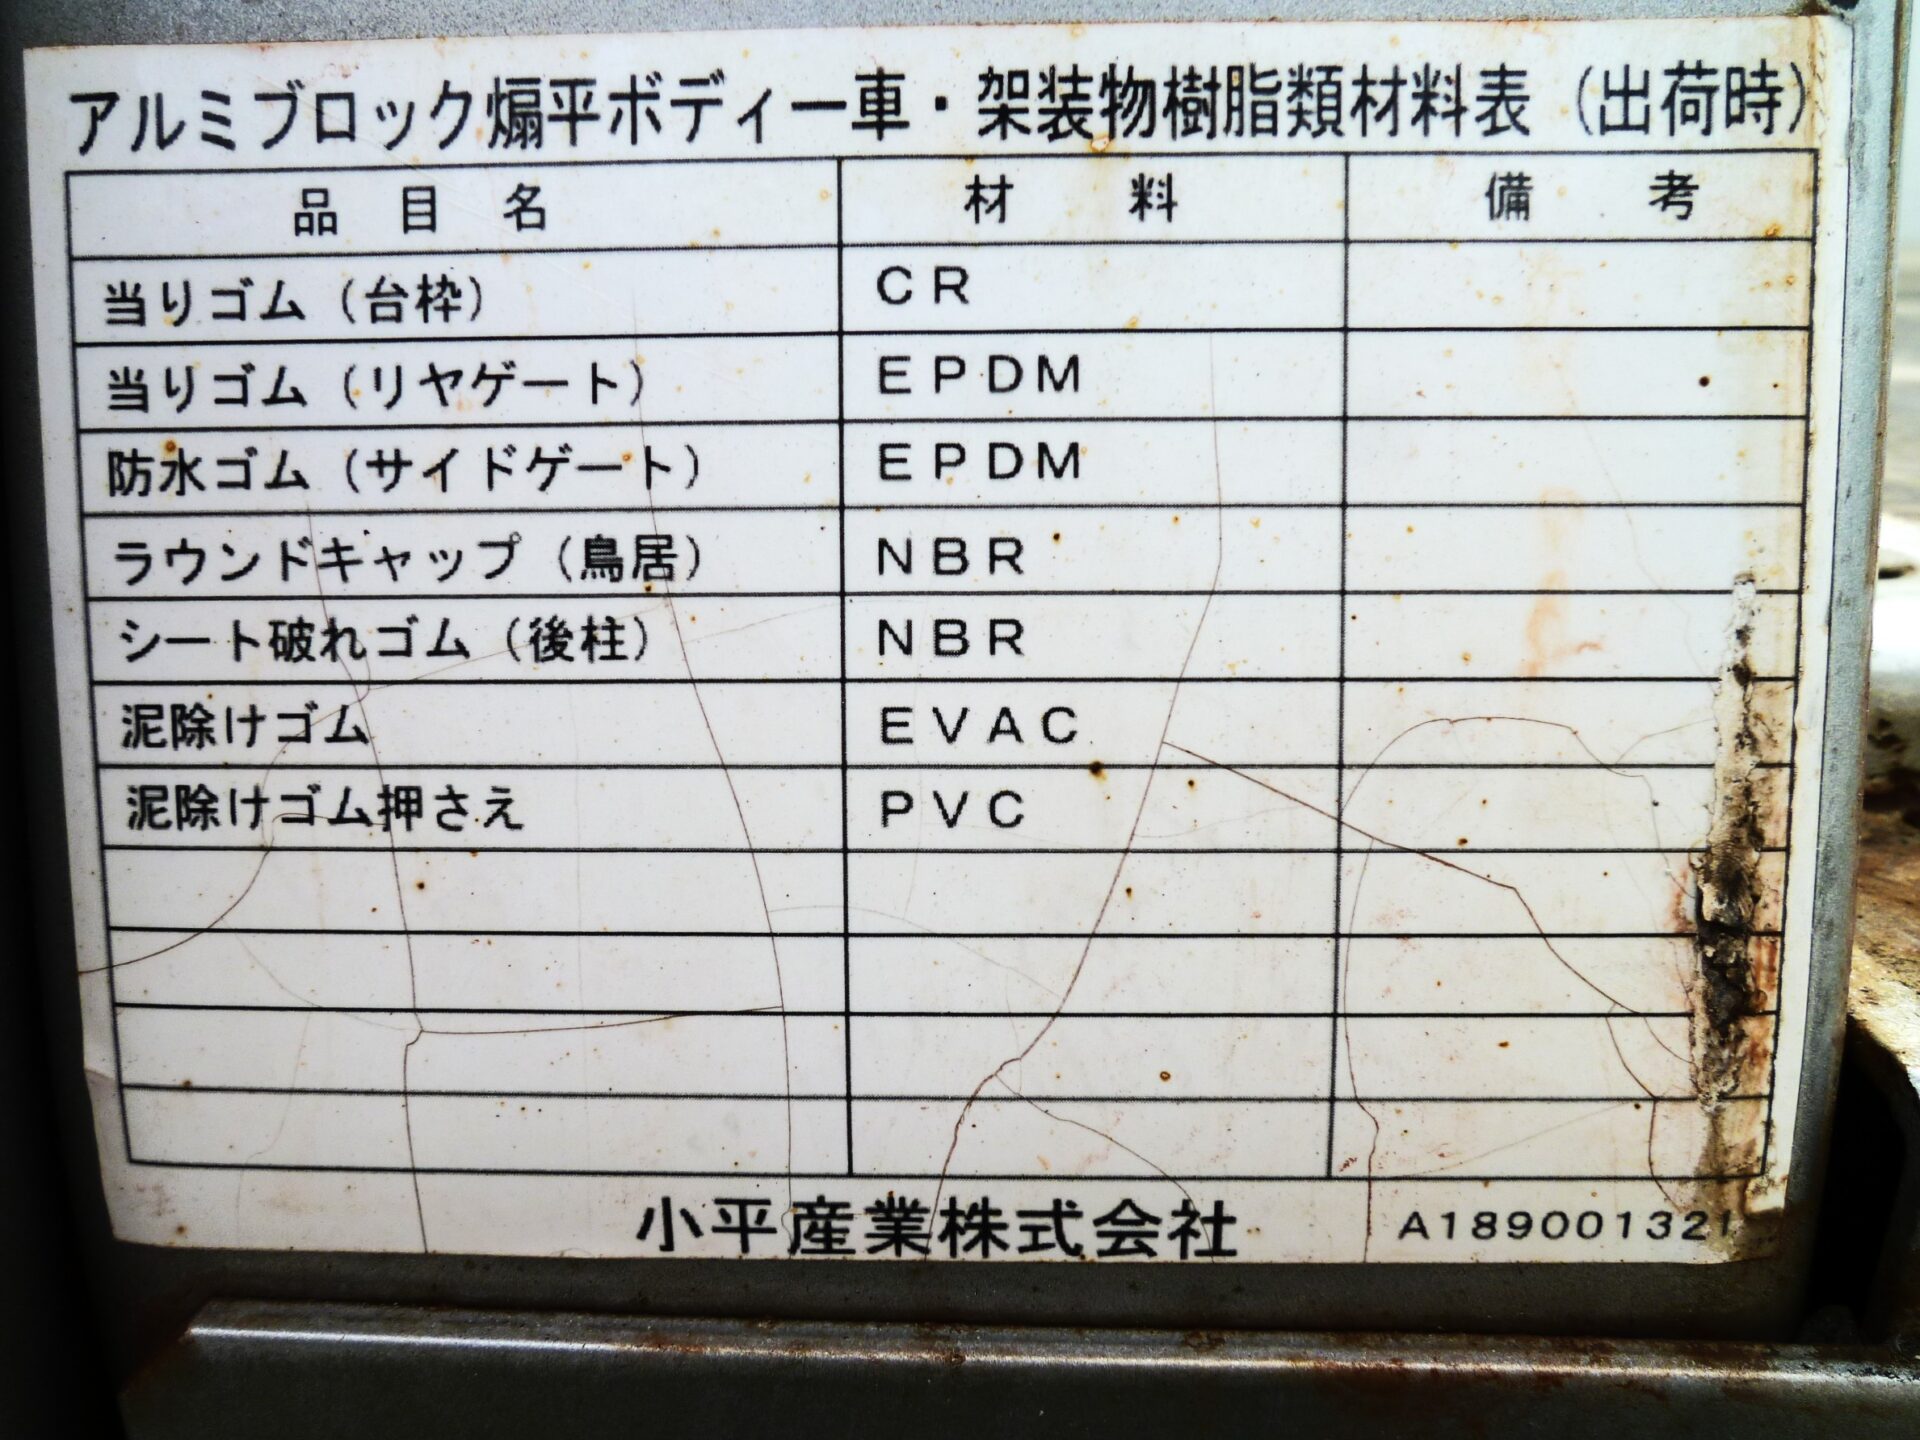 アルミブロック煽平ボディー車・架装物樹脂類材料表（出荷時）
品目名 材料 備考
当りゴム（台枠） CR
当りゴム（リヤゲート） EPDM
防水ゴム（サイドゲート） EPDM
ラウンドキャップ（鳥居） NBR
シート破れゴム（後柱） NBR
泥除けゴム EVAC
泥除けゴム押さえ PVC
小平産業株式会社 A189001321